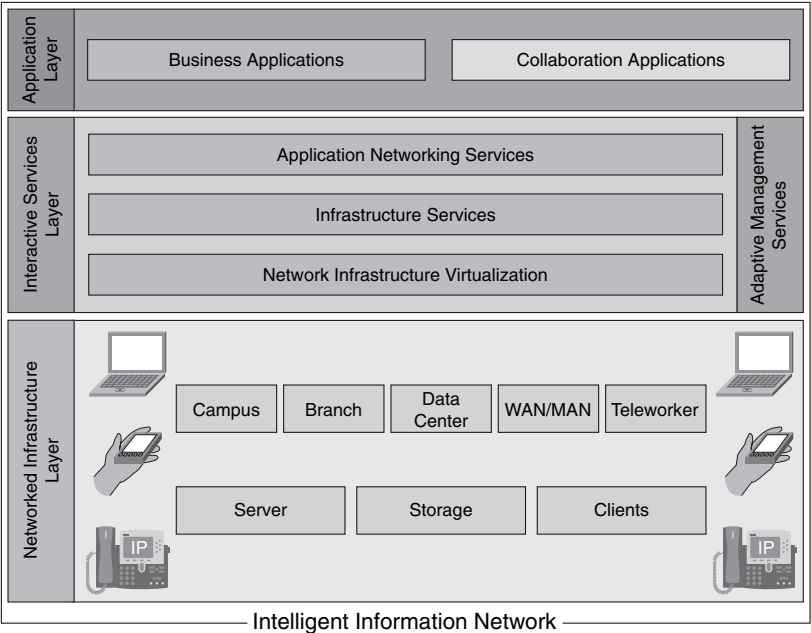 Application
Layer
Business Applications
Collaboration Applications
Interactive Services
Layer
Application Networking Services
Infrastructure Services
Network Infrastructure Virtualization
Adaptive Management
Services
Networked Infrastructure
Layer
Campus
Branch
Data
Center
WAN/MAN
Teleworker
Server
Storage
Clients
IP
IP
Intelligent Information Network